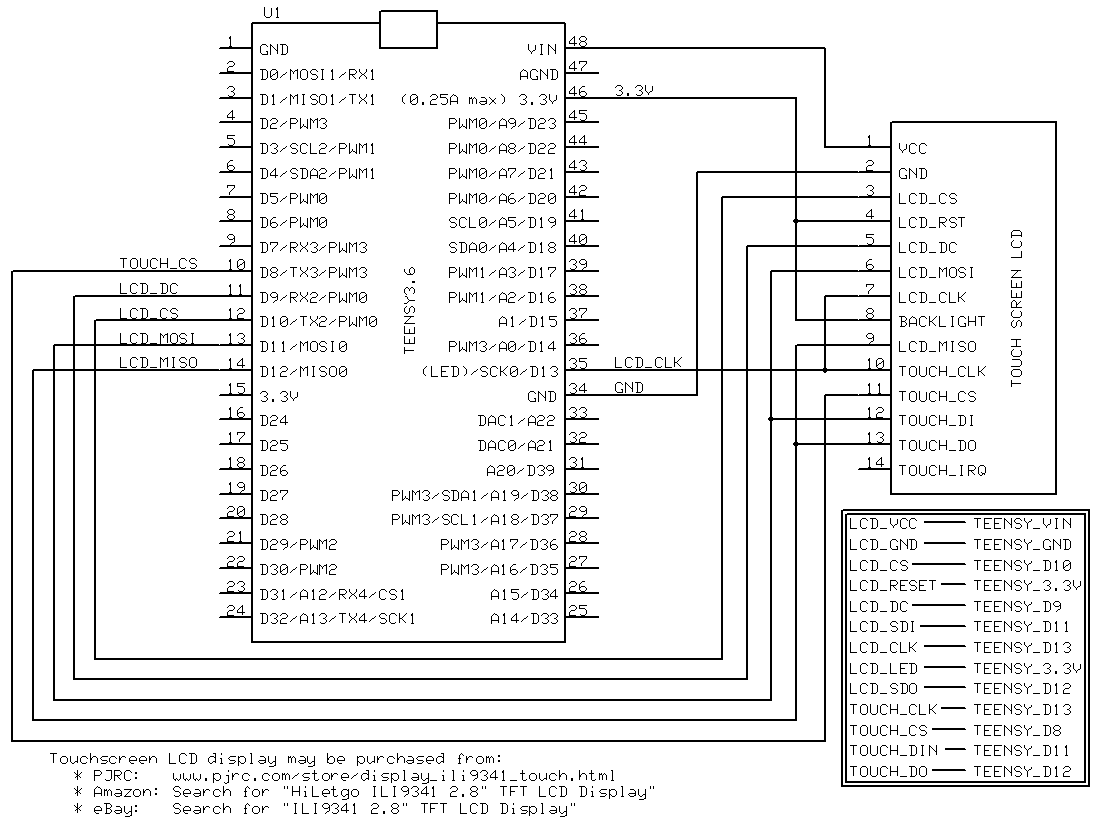 U1
1 GND
2 D0/MOSI1/RX1
3 D1/MISO1/TX1
4 D2/PWM3
5 D3/SCL2/PWM1
6 D4/SDA2/PWM1
7 D5/PWM0
8 D6/PWM0
9 D7/RX3/PWM3
TOUCH_CS 10 D8/TX3/PWM3
LCD_DC 11 D9/RX2/PWM0
LCD_CS 12 D10/TX2/PWM0
LCD_MOSI 13 D11/MOSI0
LCD_MISO 14 D12/MISO0
15 3.3V
16 D24
17 D25
18 D26
19 D27
20 D28
21 D29/PWM2
22 D30/PWM2
23 D31/A12/RX4/CS1
24 D32/A13/TX4/SCK1
TEENSY3.6
VIN 48
AGND 47
(0.25A max) 3.3V 46 3.3V
PWM0/A9/D23 45
PWM0/A8/D22 44
PWM0/A7/D21 43
PWM0/A6/D20 42
SCL0/A5/D19 41
SDA0/A4/D18 40
PWM1/A3/D17 39
PWM1/A2/D16 38
A1/D15 37
PWM3/A0/D14 36
(LED)/SCK0/D13 35 LCD_CLK
GND 34 GND
DAC1/A22 33
DAC0/A21 32
A20/D39 31
PWM3/SDA1/A19/D38 30
PWM3/SCL1/A18/D37 29
PWM3/A17/D36 28
PWM3/A16/D35 27
A15/D34 26
A14/D33 25
1 VCC
2 GND
3 LCD_CS
4 LCD_RST
5 LCD_DC
6 LCD_MOSI
7 LCD_CLK
8 BACKLIGHT
9 LCD_MISO
10 TOUCH_CLK
11 TOUCH_CS
12 TOUCH_DI
13 TOUCH_DO
14 TOUCH_IRQ
TOUCH SCREEN LCD
LCD_VCC TEENSY_VIN
LCD_GND TEENSY_GND
LCD_CS TEENSY_D10
LCD_RESET TEENSY_3.3V
LCD_DC TEENSY_D9
LCD_SDI TEENSY_D11
LCD_CLK TEENSY_D13
LCD_LED TEENSY_3.3V
LCD_SDO TEENSY_D12
TOUCH_CLK TEENSY_D13
TOUCH_CS TEENSY_D8
TOUCH_DIN TEENSY_D11
TOUCH_DO TEENSY_D12
Touchscreen LCD display may be purchased from:
* PJRC: www.pjrc.com/store/display_ili9341_touch.html
* Amazon: Search for "HiLetgo ILI9341 2.8" TFT LCD Display"
* eBay: Search for "ILI9341 2.8" TFT LCD Display"